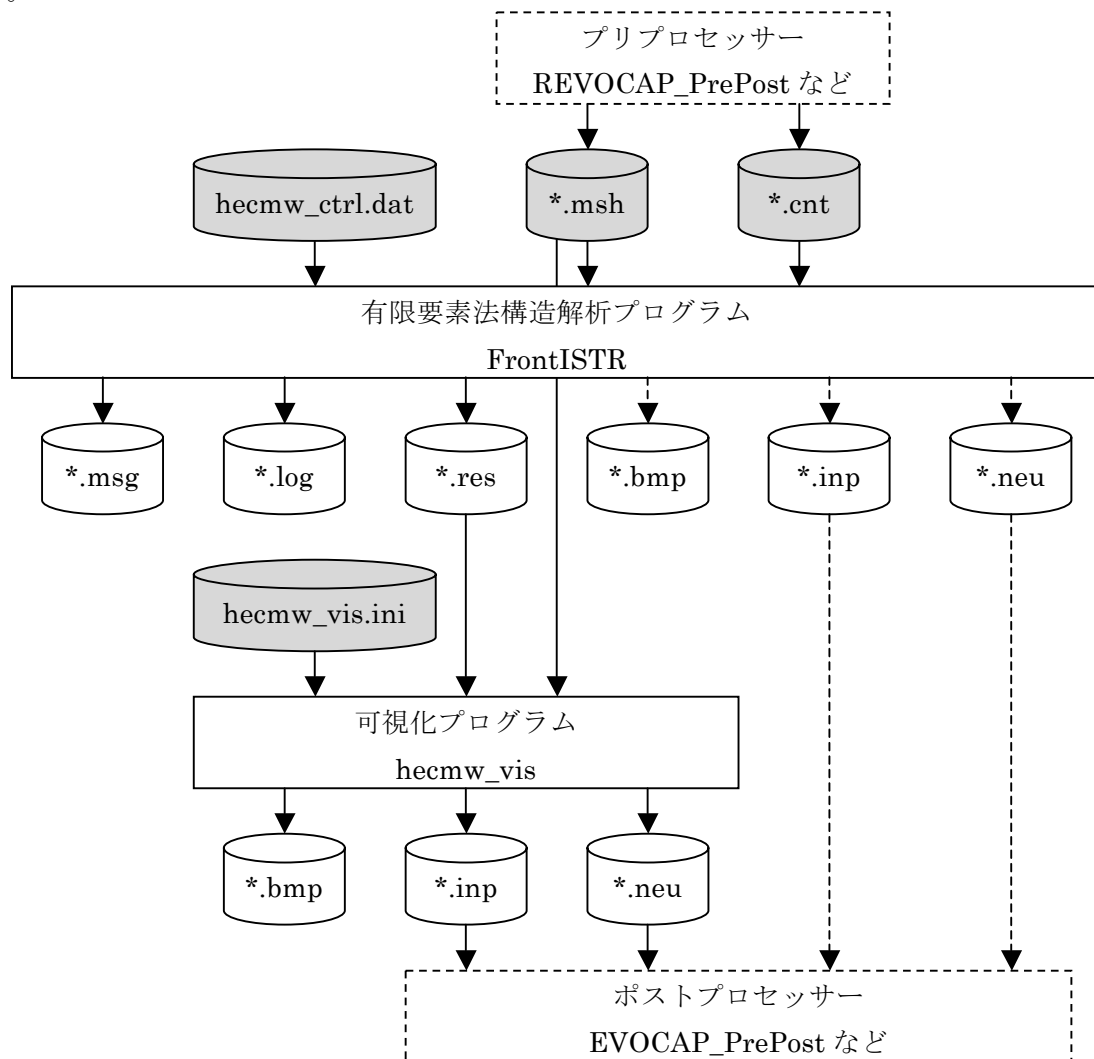 。
プリプロセッサー
REVOCAP_PrePost など
hecmw_ctrl.dat
*.msh
*.cnt
有限要素法構造解析プログラム
FrontISTR
*.msg
*.log
*.res
*.bmp
*.inp
*.neu
hecmw_vis.ini
可視化プログラム
hecmw_vis
*.bmp
*.inp
*.neu
ポストプロセッサー
EVOCAP_PrePost など